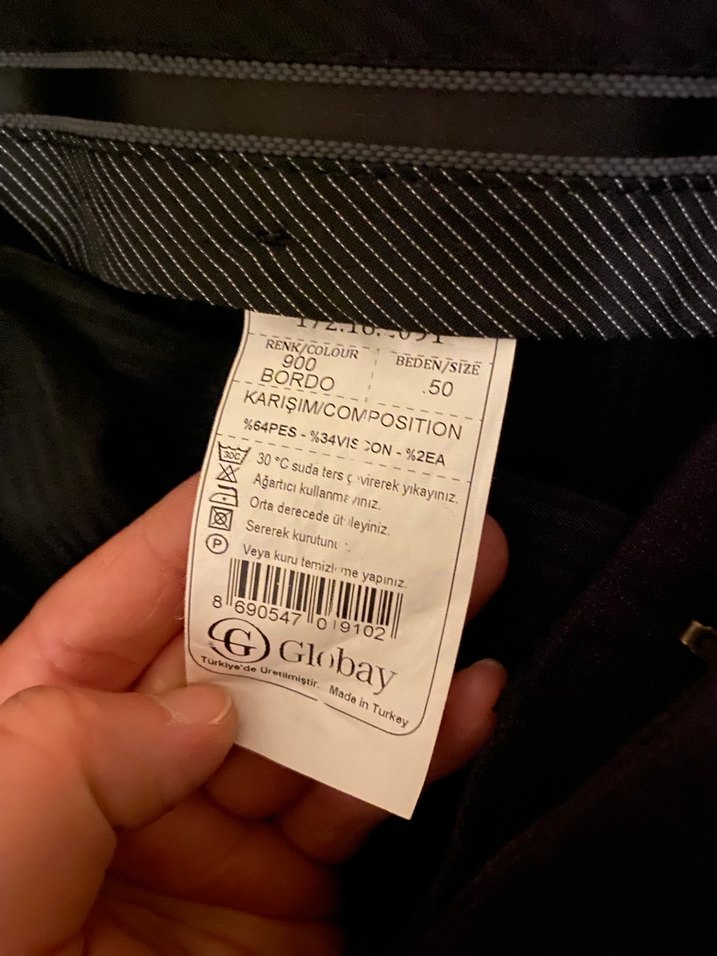 RENK/COLOUR
900
BORDO
BEDEN/SIZE
.50
KARIŞIM/COMPOSITION
%64PES - %34VISCON - %2EA
30 °C suda ters çevirerek yıkayınız.
Ağartıcı kullanmayınız.
Orta derecede ütüleyiniz.
Sererek kurutunuz.
P
Veya kuru temizleme yapınız.
8 690547 019102
G Globay
Türkiye'de Üretilmiştir. Made in Turkey